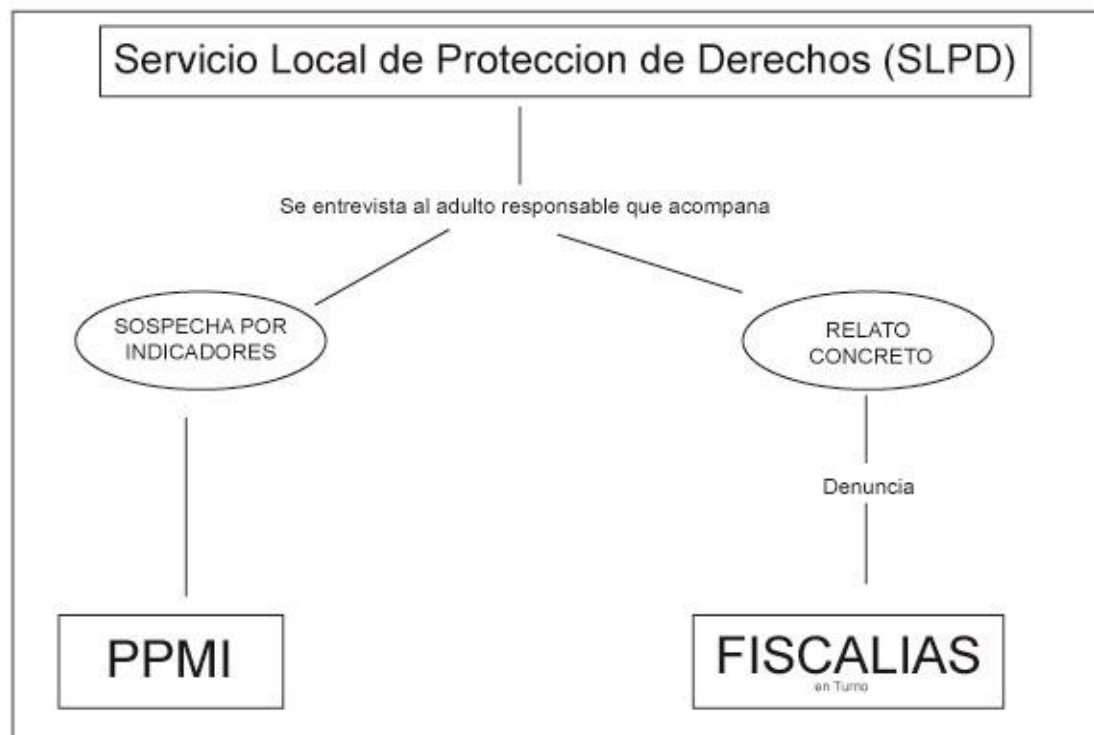 Servicio Local de Proteccion de Derechos (SLPD)
Se entrevista al adulto responsable que acompana
SOSPECHA POR
INDICADORES
RELATO
CONCRETO
Denuncia
PPMI
FISCALIAS
en Turno